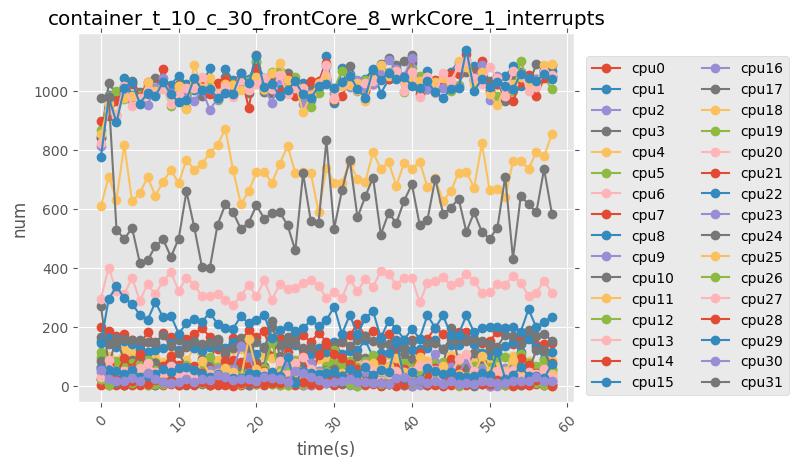 container_t_10_c_30_frontCore_8_wrkCore_1_interrupts
num
1000
800
600
400
200
0
0
10
20
30
40
50
60
time(s)
cpu0
cpu1
cpu2
cpu3
cpu4
cpu5
cpu6
cpu7
cpu8
cpu9
cpu10
cpu11
cpu12
cpu13
cpu14
cpu15
cpu16
cpu17
cpu18
cpu19
cpu20
cpu21
cpu22
cpu23
cpu24
cpu25
cpu26
cpu27
cpu28
cpu29
cpu30
cpu31